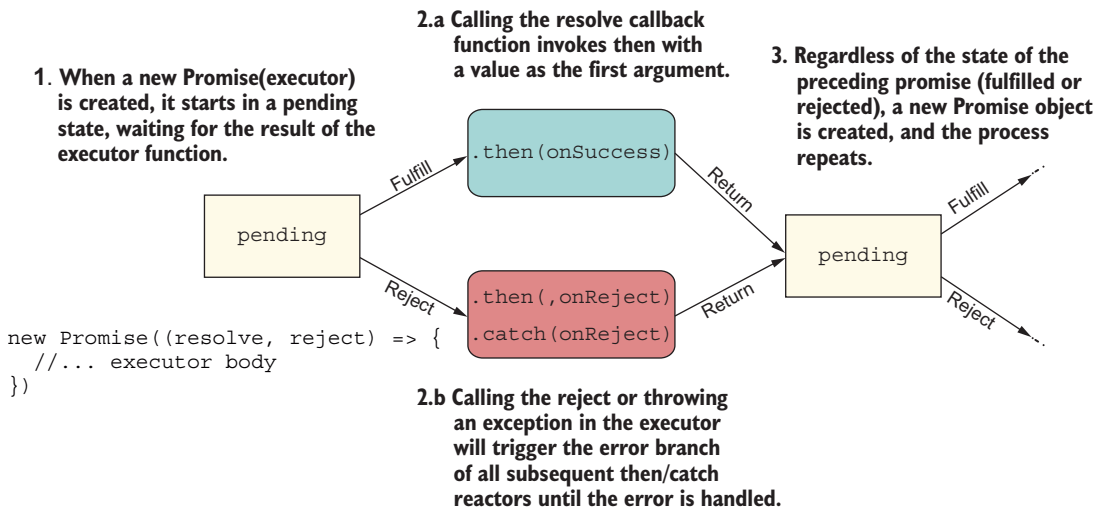 1. When a new Promise(executor)
is created, it starts in a pending
state, waiting for the result of the
executor function.
2.a Calling the resolve callback
function invokes then with
a value as the first argument.
3. Regardless of the state of the
preceding promise (fulfilled or
rejected), a new Promise object
is created, and the process
repeats.
pending
Fulfill
Reject
.then(onSuccess)
.then(,onReject)
.catch(onReject)
Return
Return
pending
Fulfill
Reject
new Promise((resolve, reject) => {
//... executor body
})
2.b Calling the reject or throwing
an exception in the executor
will trigger the error branch
of all subsequent then/catch
reactors until the error is handled.